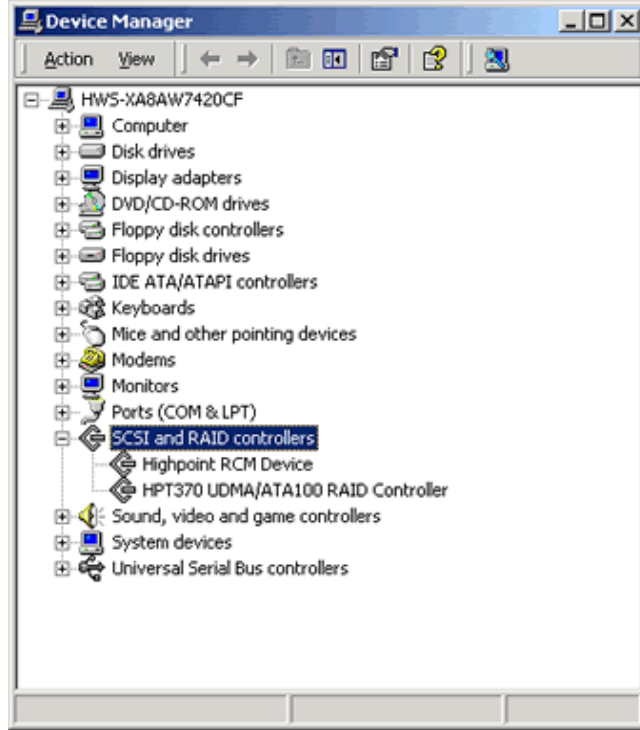 Device Manager
Action View
HWS-XA8AW7420CF
Computer
Disk drives
Display adapters
DVD/CD-ROM drives
Floppy disk controllers
Floppy disk drives
IDE ATA/ATAPI controllers
Keyboards
Mice and other pointing devices
Modems
Monitors
Ports (COM & LPT)
SCSI and RAID controllers
Highpoint RCM Device
HPT370 UDMA/ATA100 RAID Controller
Sound, video and game controllers
System devices
Universal Serial Bus controllers